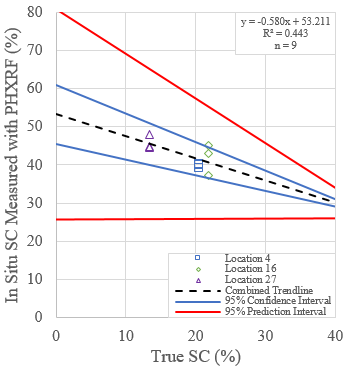 y = -0.580x + 53.211
R² = 0.443
n = 9
In Situ SC Measured with PHXRF (%)
80
70
60
50
40
30
20
10
0
Location 4
Location 16
Location 27
Combined Trendline
95% Confidence Interval
95% Prediction Interval
0 10 20 30 40
True SC (%)